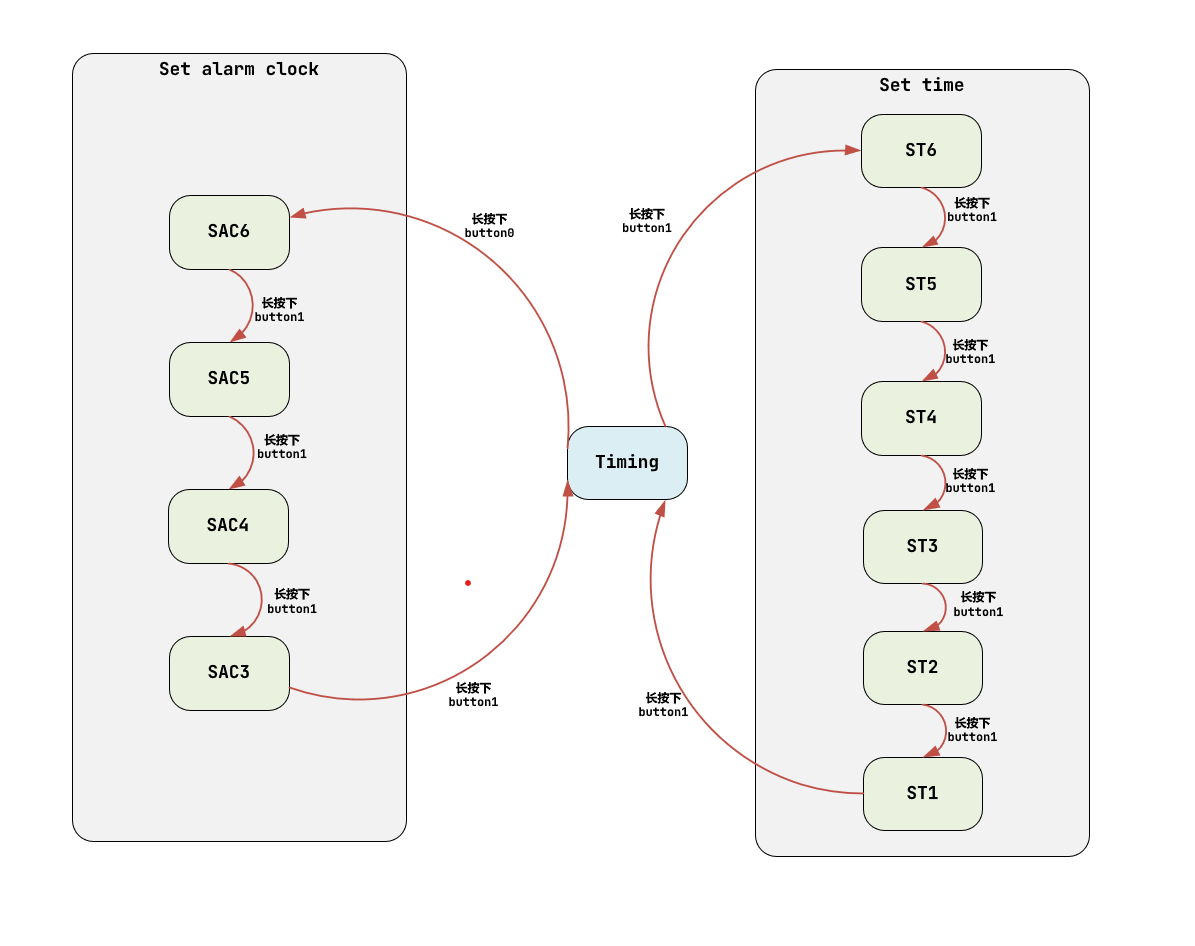 Set alarm clock
SAC6
长按下
button1
SAC5
长按下
button1
SAC4
长按下
button1
SAC3
长按下
button0
长按下
button1
Timing
长按下
button1
长按下
button1
Set time
ST6
长按下
button1
ST5
长按下
button1
ST4
长按下
button1
ST3
长按下
button1
ST2
长按下
button1
ST1